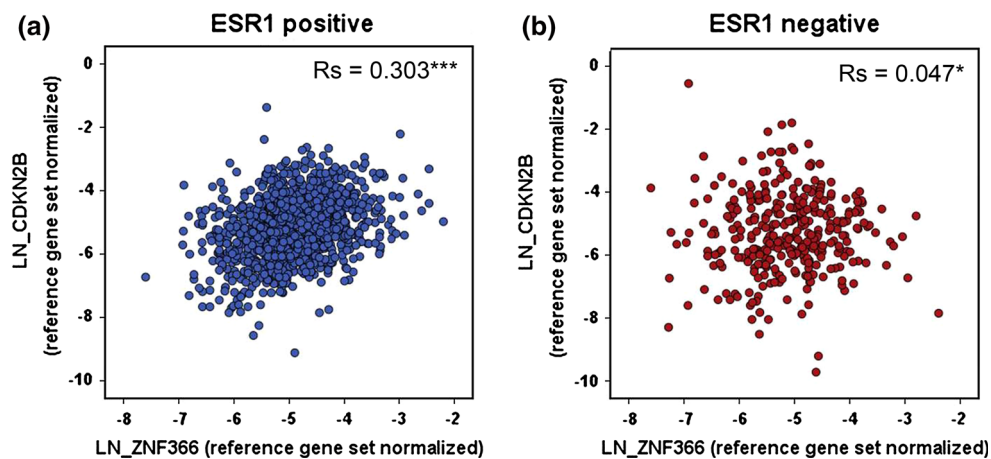 (a) ESR1 positive
Rs = 0.303***
LN_CDKN2B
(reference gene set normalized)
0
-2
-4
-6
-8
-10
-8 -7 -6 -5 -4 -3 -2
LN_ZNF366 (reference gene set normalized)
(b) ESR1 negative
Rs = 0.047*
LN_CDKN2B
(reference gene set normalized)
0
-2
-4
-6
-8
-10
-8 -7 -6 -5 -4 -3 -2
LN_ZNF366 (reference gene set normalized)